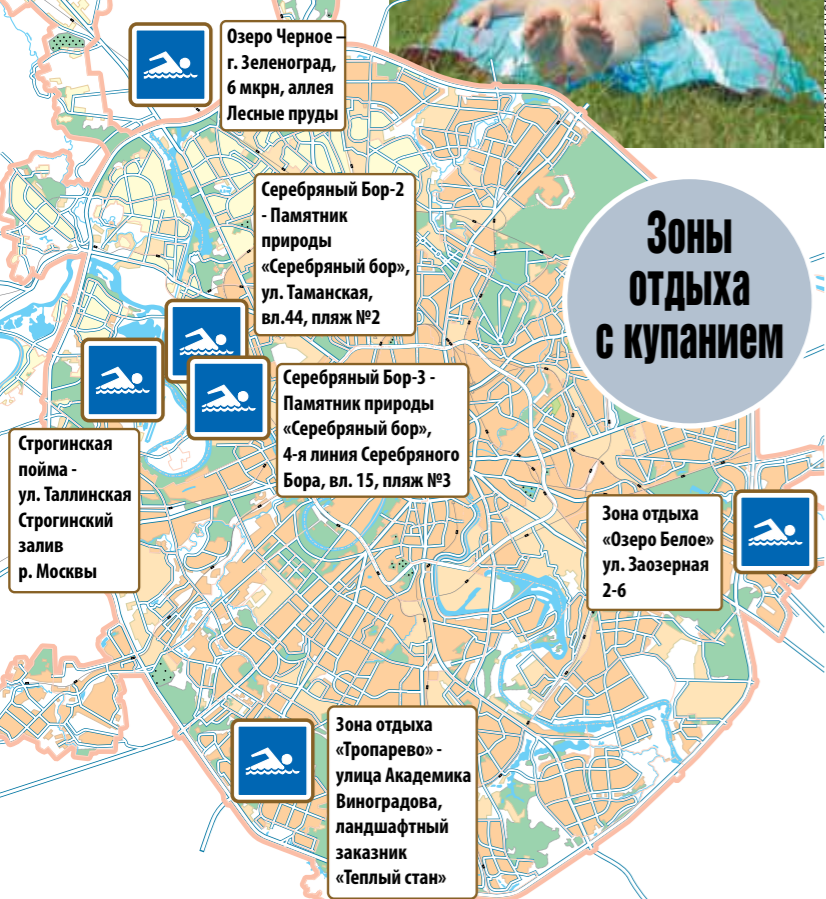 Озеро Черное –
г. Зеленоград,
6 мкрн, аллея
Лесные пруды
Серебряный Бор-2
- Памятник
природы
«Серебряный бор»,
ул. Таманская,
вл.44, пляж №2
Зоны
отдыха
с купанием
Серебряный Бор-3 -
Памятник природы
«Серебряный бор»,
4-я линия Серебряного
Бора, вл. 15, пляж №3
Строгинская
пойма -
ул. Таллинская
Строгинский
залив
р. Москвы
Зона отдыха
«Озеро Белое»
ул. Заозерная
2-6
Зона отдыха
«Тропарево» -
улица Академика
Виноградова,
ландшафтный
заказник
«Теплый стан»